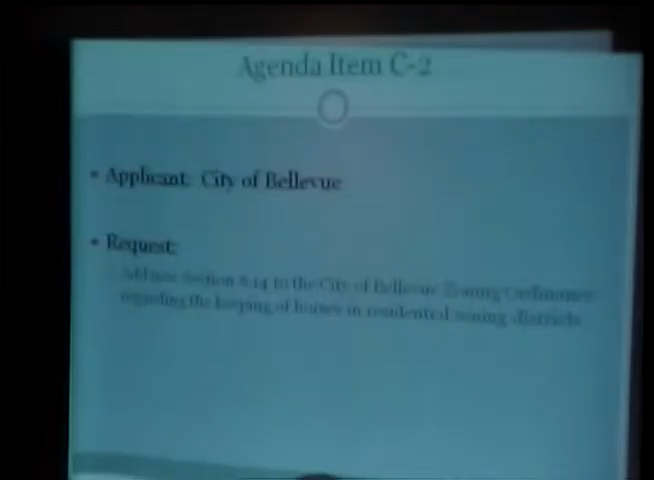 Agenda Item C-2
• Applicant: City of Bellevue
• Request:
Add new Section 8.14 to the City of Bellevue Zoning Ordinance
regarding the keeping of horses in residential zoning districts